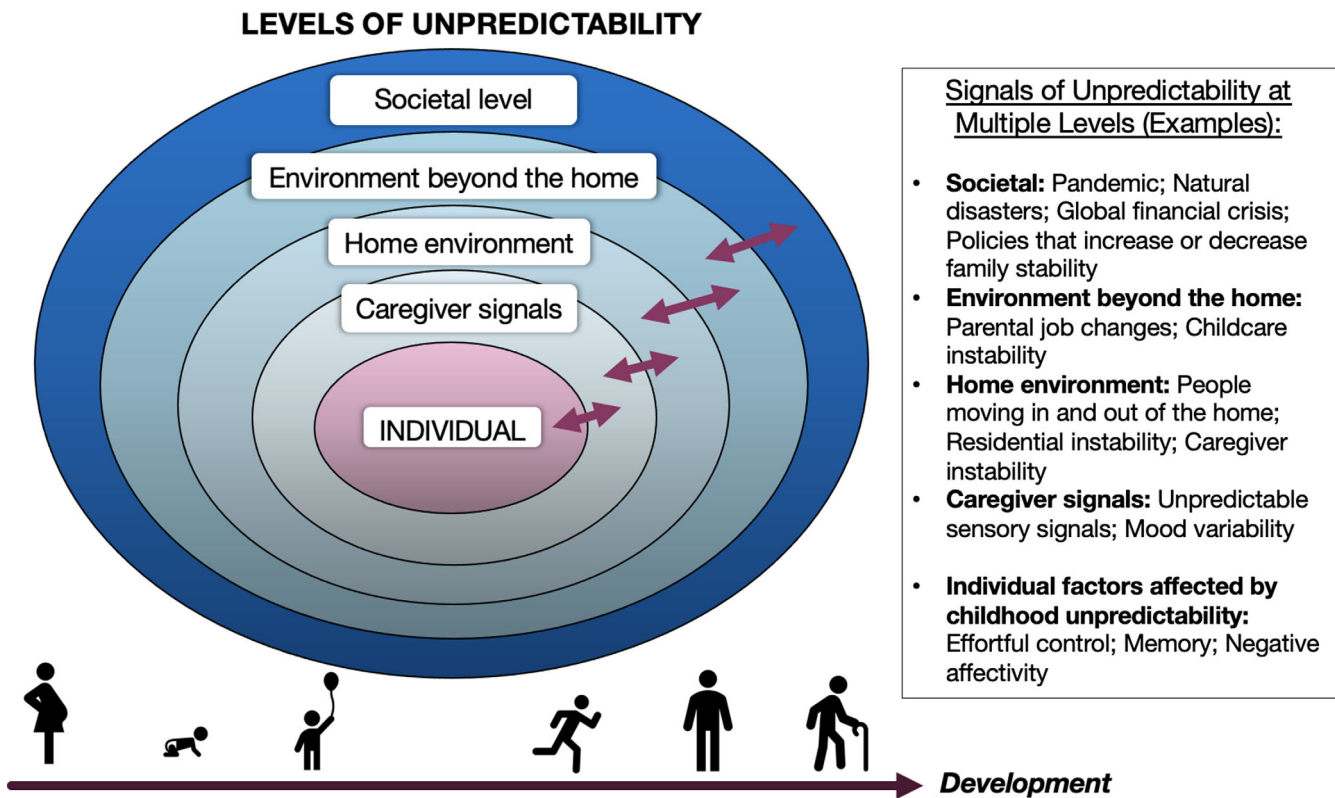 LEVELS OF UNPREDICTABILITY
Societal level
Environment beyond the home
Home environment
Caregiver signals
INDIVIDUAL
Signals of Unpredictability at
Multiple Levels (Examples):
• Societal: Pandemic; Natural
disasters; Global financial crisis;
Policies that increase or decrease
family stability
• Environment beyond the home:
Parental job changes; Childcare
instability
• Home environment: People
moving in and out of the home;
Residential instability; Caregiver
instability
• Caregiver signals: Unpredictable
sensory signals; Mood variability
• Individual factors affected by
childhood unpredictability:
Effortful control; Memory; Negative
affectivity
Development